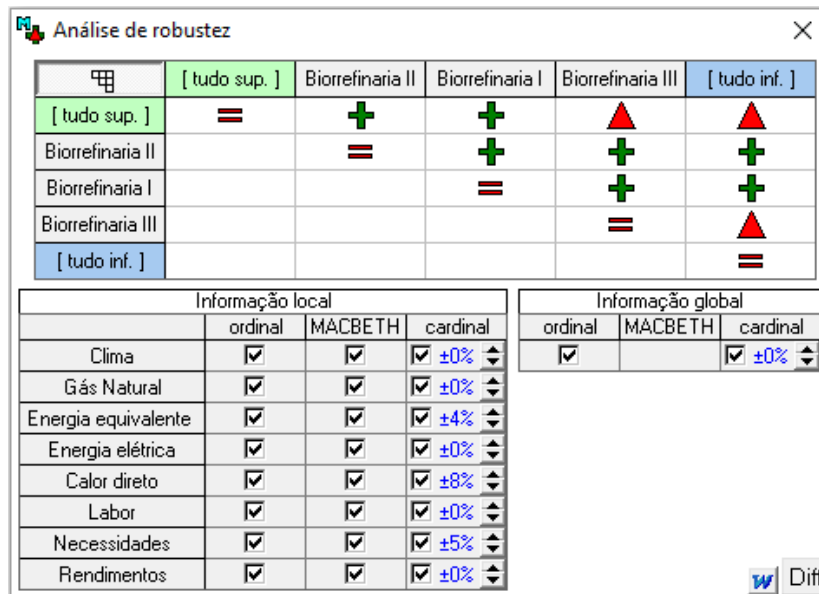 Análise de robustez
[ tudo sup. ] Biorrefinaria II Biorrefinaria I Biorrefinaria III [ tudo inf. ]
[ tudo sup. ]
Biorrefinaria II
Biorrefinaria I
Biorrefinaria III
[ tudo inf. ]
Informação local Informação global
ordinal MACBETH cardinal ordinal MACBETH cardinal
Clima ±0% ±0%
Gás Natural ±0%
Energia equivalente ±4%
Energia elétrica ±0%
Calor direto ±8%
Labor ±0%
Necessidades ±5%
Rendimentos ±0%
Diff